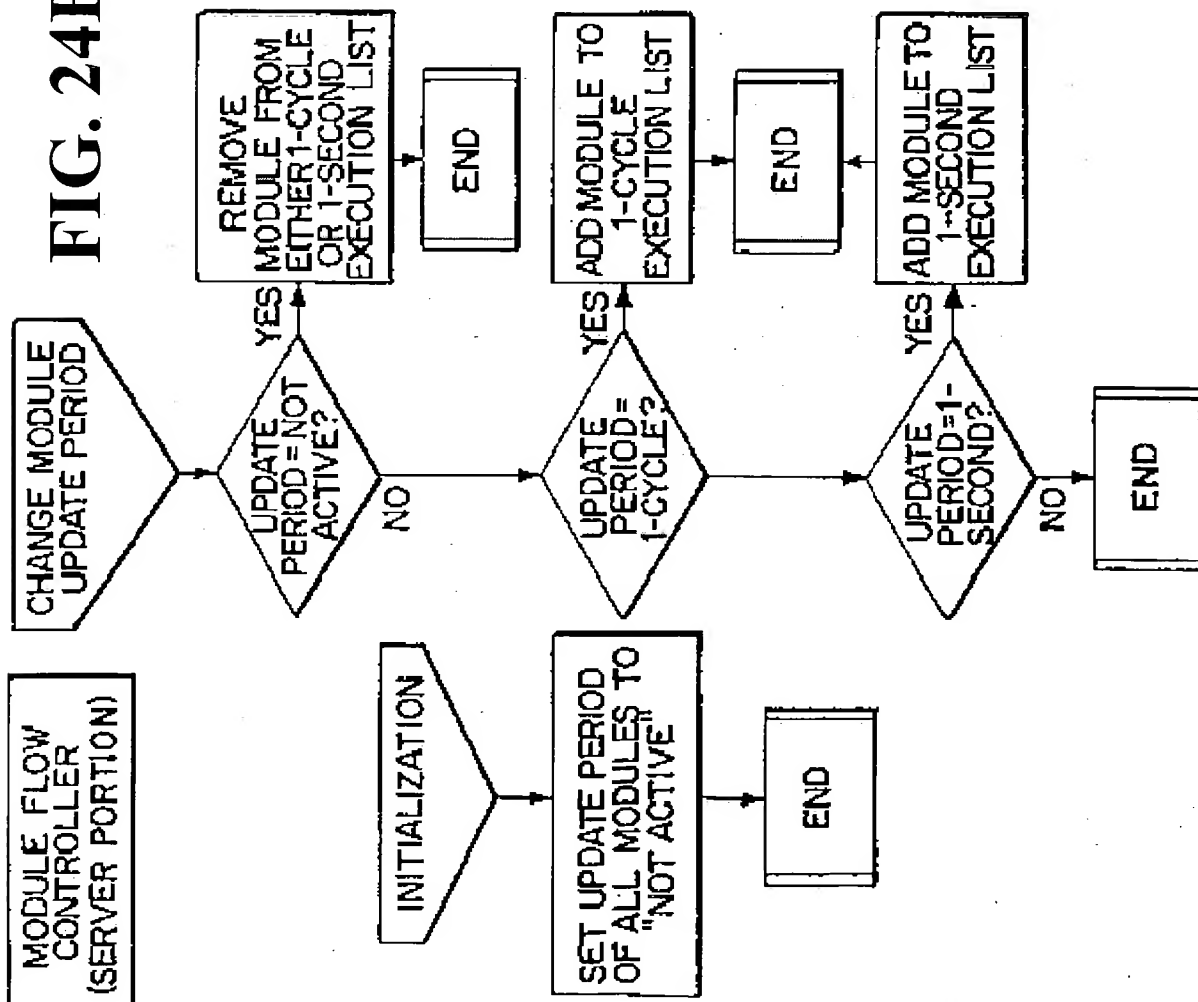 FIG. 24B
MODULE FLOW
CONTROLLER
(SERVER PORTION)
INITIALIZATION
SET UPDATE PERIOD
OF ALL MODULES TO
"NOT ACTIVE"
END
CHANGE MODULE
UPDATE PERIOD
UPDATE
PERIOD=NOT
ACTIVE?
YES
REMOVE
MODULE FROM
EITHER 1-CYCLE
OR 1-SECOND
EXECUTION LIST
END
NO
UPDATE
PERIOD=
1-CYCLE?
YES
ADD MODULE TO
1-CYCLE
EXECUTION LIST
END
UPDATE
PERIOD=1-
SECOND?
YES
ADD MODULE TO
1-SECOND
EXECUTION LIST
NO
END